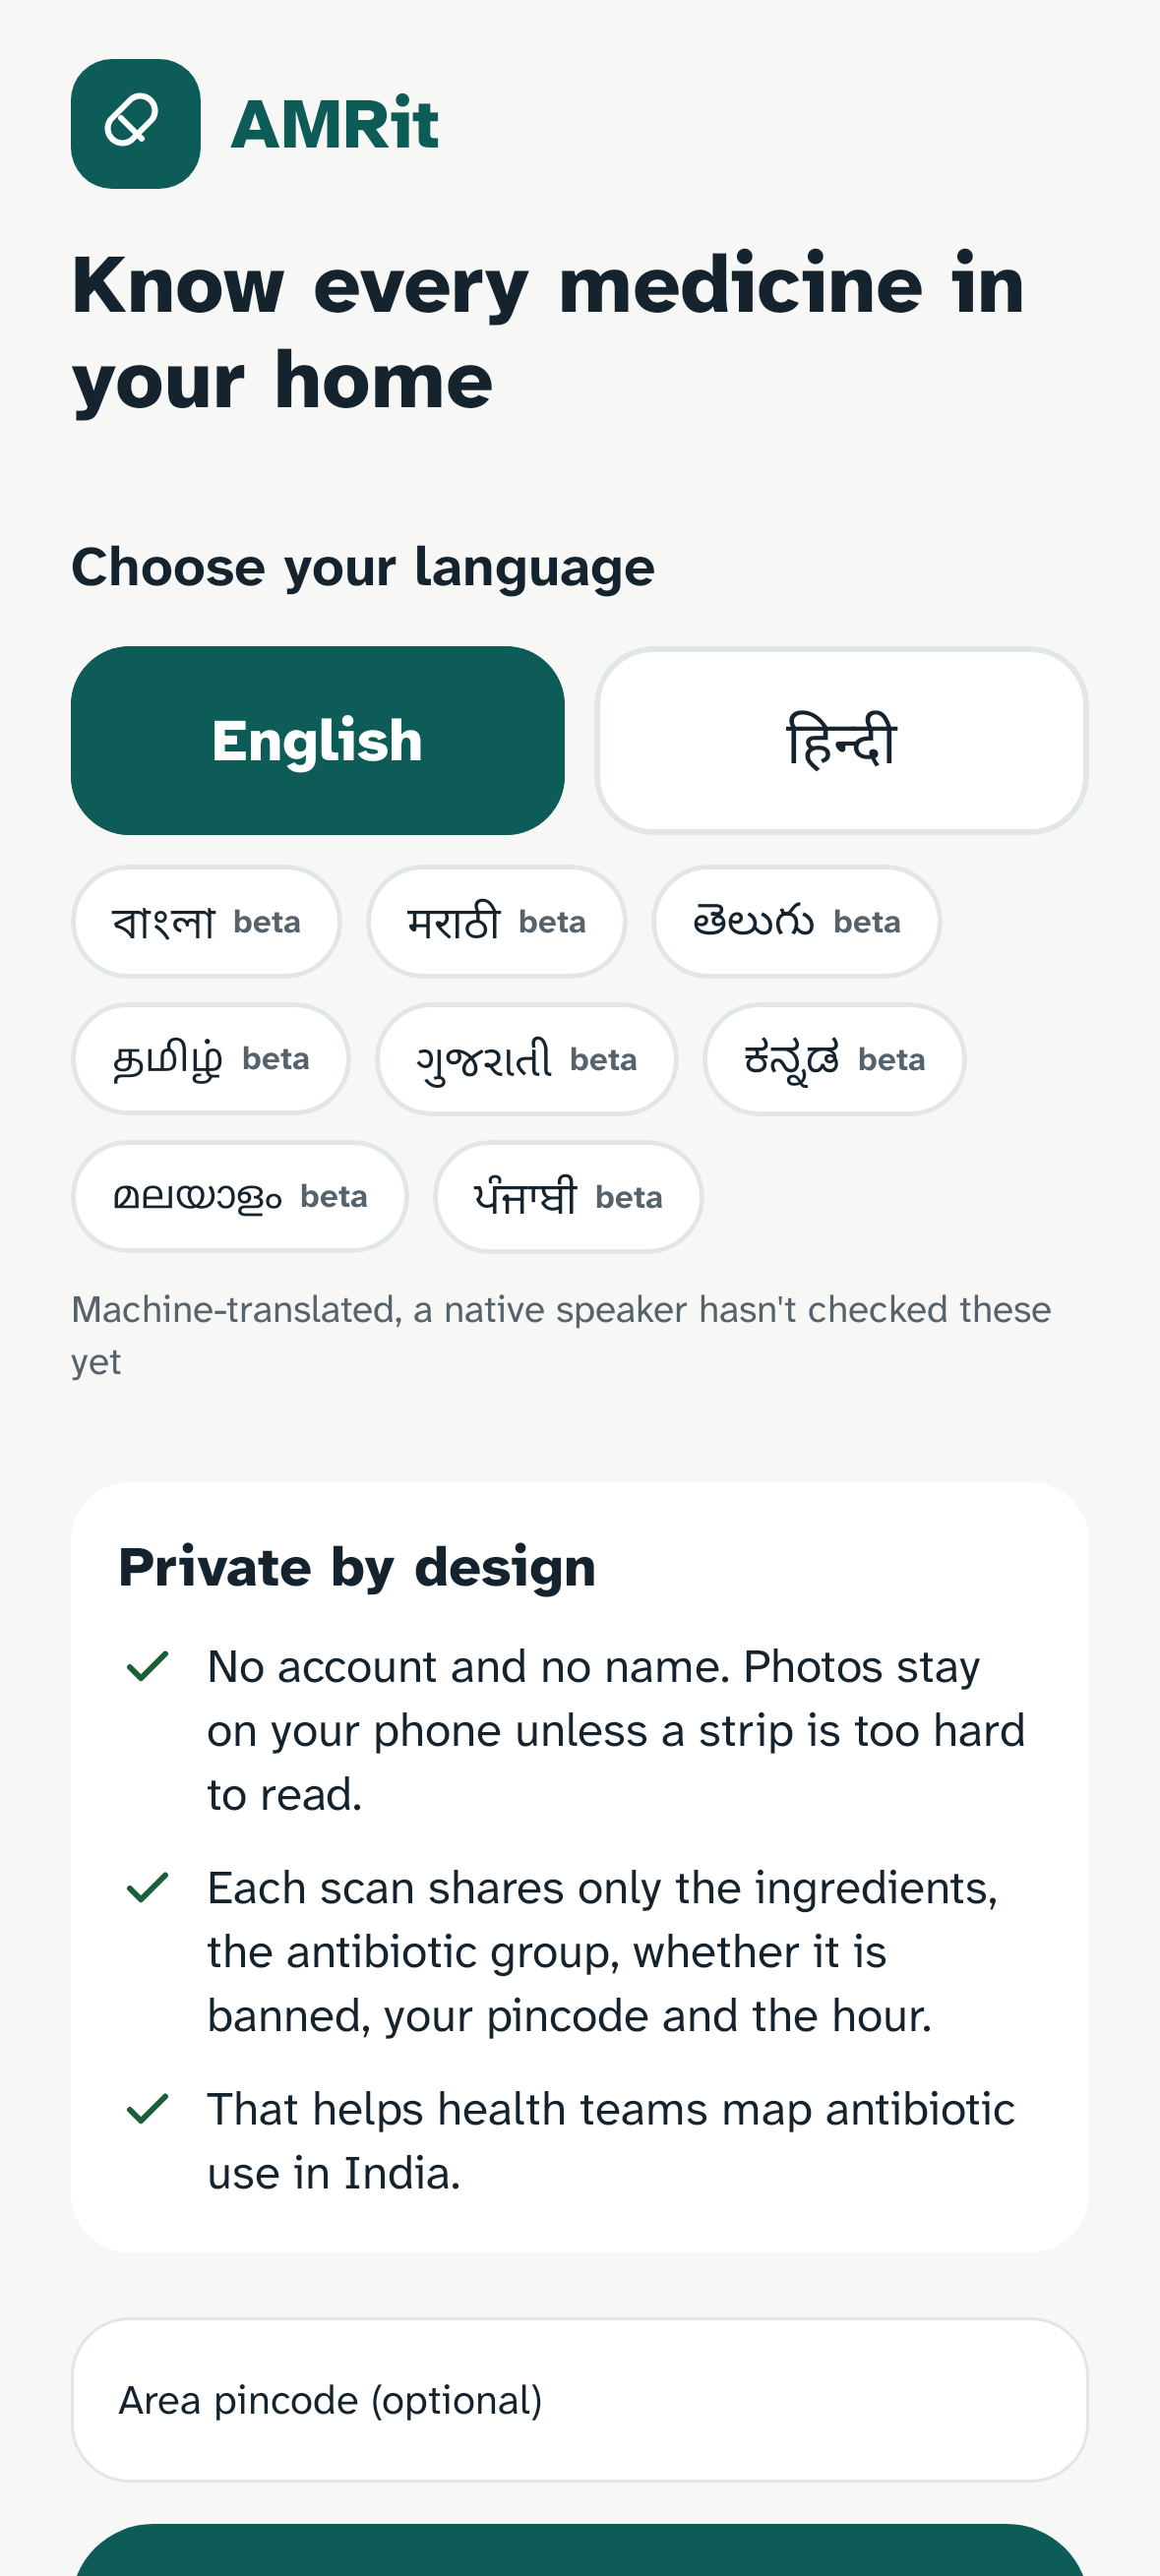 AMRit
Know every medicine in
your home
Choose your language
English
हिन्दी
বাংলা beta
मराठी beta
తెలుగు beta
தமிழ் beta
ગુજરાતી beta
ಕನ್ನಡ beta
മലയാളം beta
ਪੰਜਾਬੀ beta
Machine-translated, a native speaker hasn't checked these
yet
Private by design
No account and no name. Photos stay
on your phone unless a strip is too hard
to read.
Each scan shares only the ingredients,
the antibiotic group, whether it is
banned, your pincode and the hour.
That helps health teams map antibiotic
use in India.
Area pincode (optional)